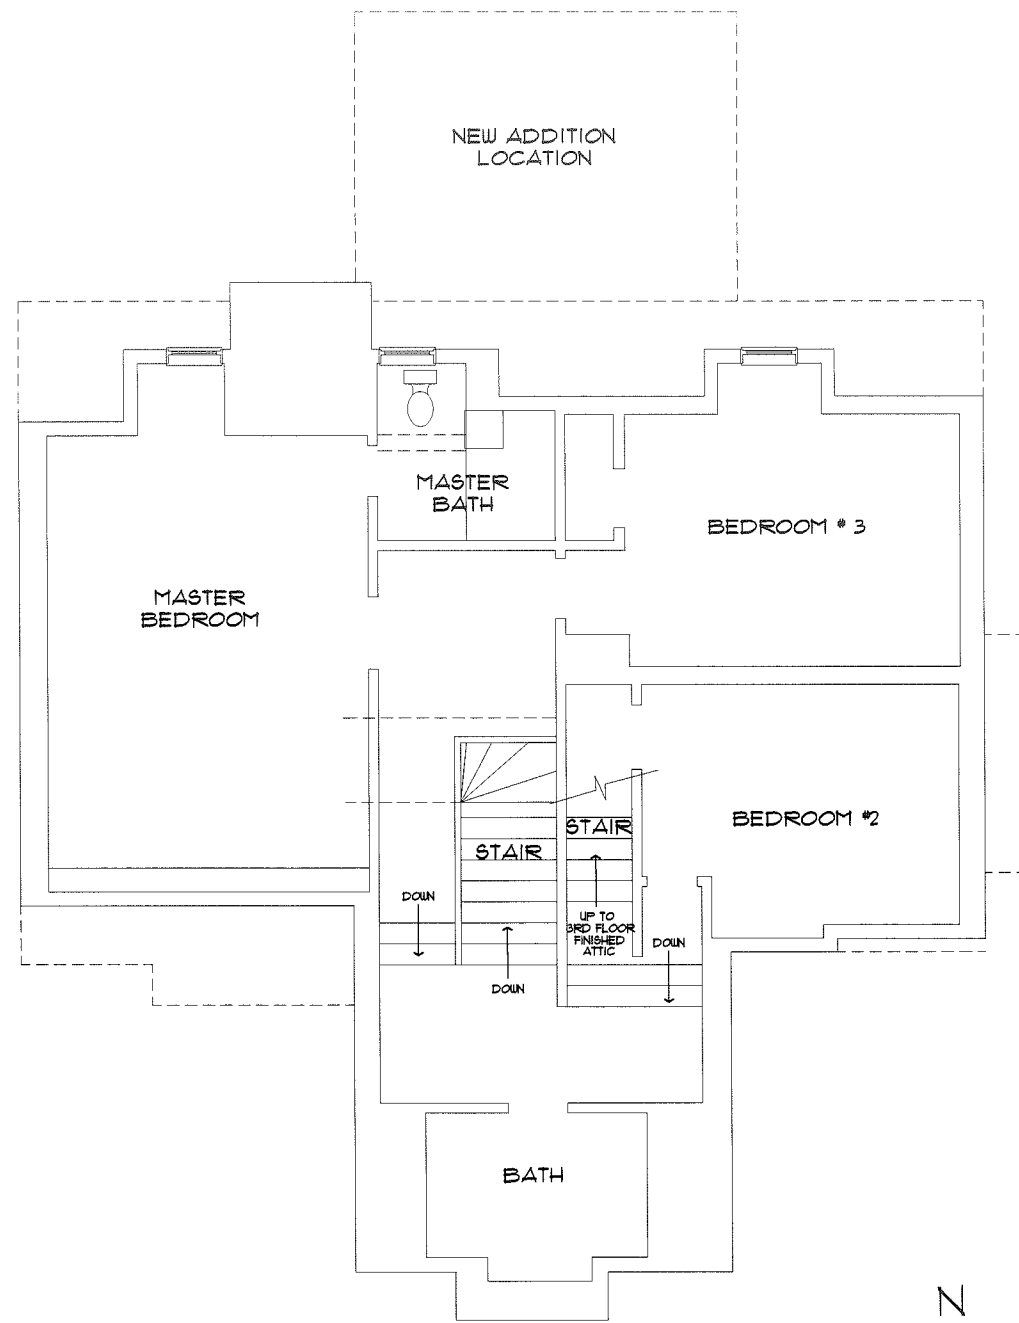 NEW ADDITION
LOCATION
MASTER
BATH
BEDROOM # 3
MASTER
BEDROOM
BEDROOM #2
STAIR
STAIR
DOWN
UP TO
3RD FLOOR
FINISHED
ATTIC
DOWN
DOWN
BATH
N